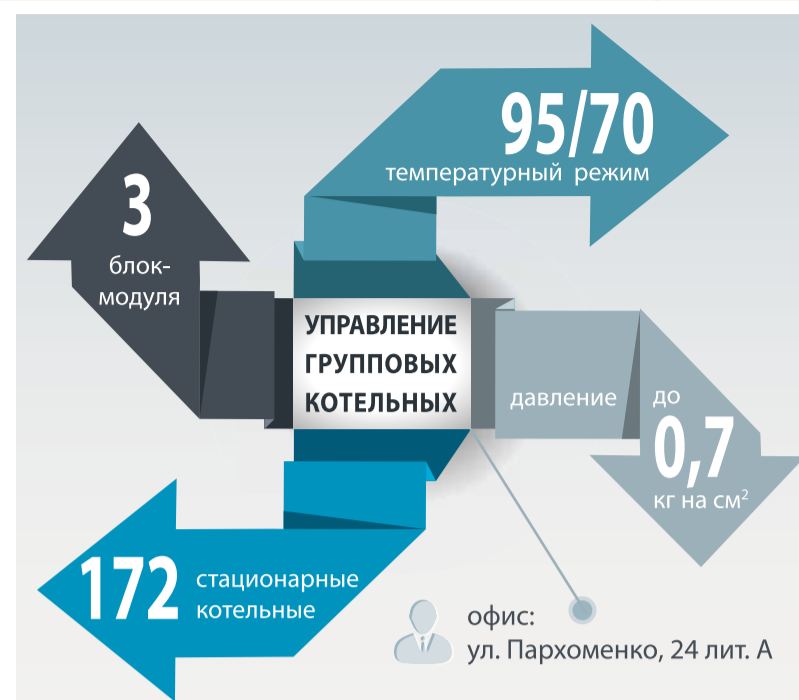 95/70
температурный режим
3
блок-
модуля
УПРАВЛЕНИЕ
ГРУППОВЫХ
КОТЕЛЬНЫХ
давление
до
0,7
кг на см²
172
стационарные
котельные
офис:
ул. Пархоменко, 24 лит. А